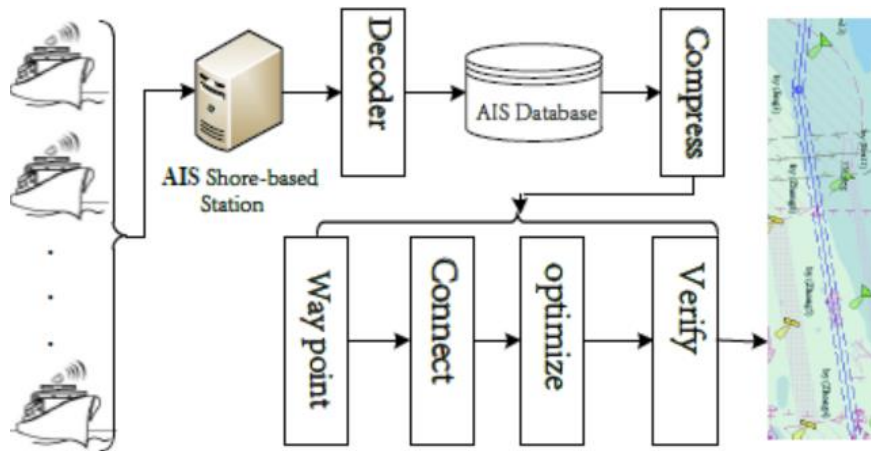 AIS Shore-based
Station
Decoder
AIS Database
Compress
Way point
Connect
optimize
Verify